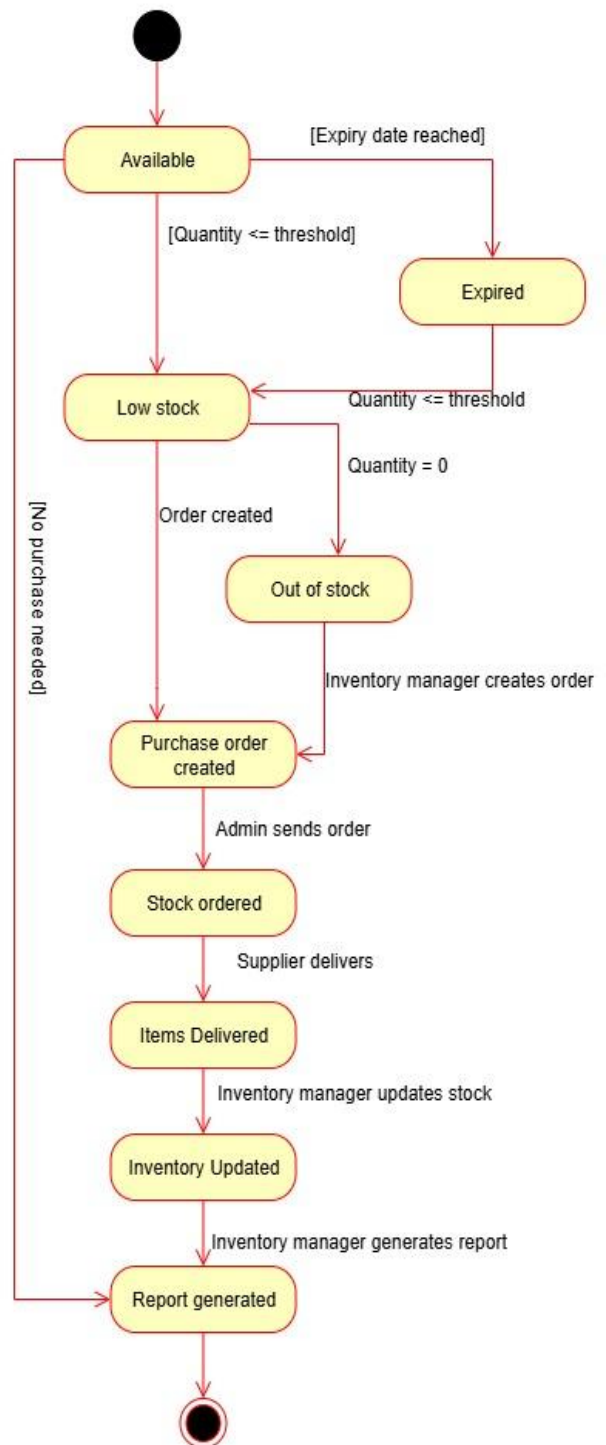 [Expiry date reached]
Available
[Quantity <= threshold]
Expired
Quantity <= threshold
Low stock
Quantity = 0
[No purchase needed]
Order created
Out of stock
Inventory manager creates order
Purchase order
created
Admin sends order
Stock ordered
Supplier delivers
Items Delivered
Inventory manager updates stock
Inventory Updated
Inventory manager generates report
Report generated